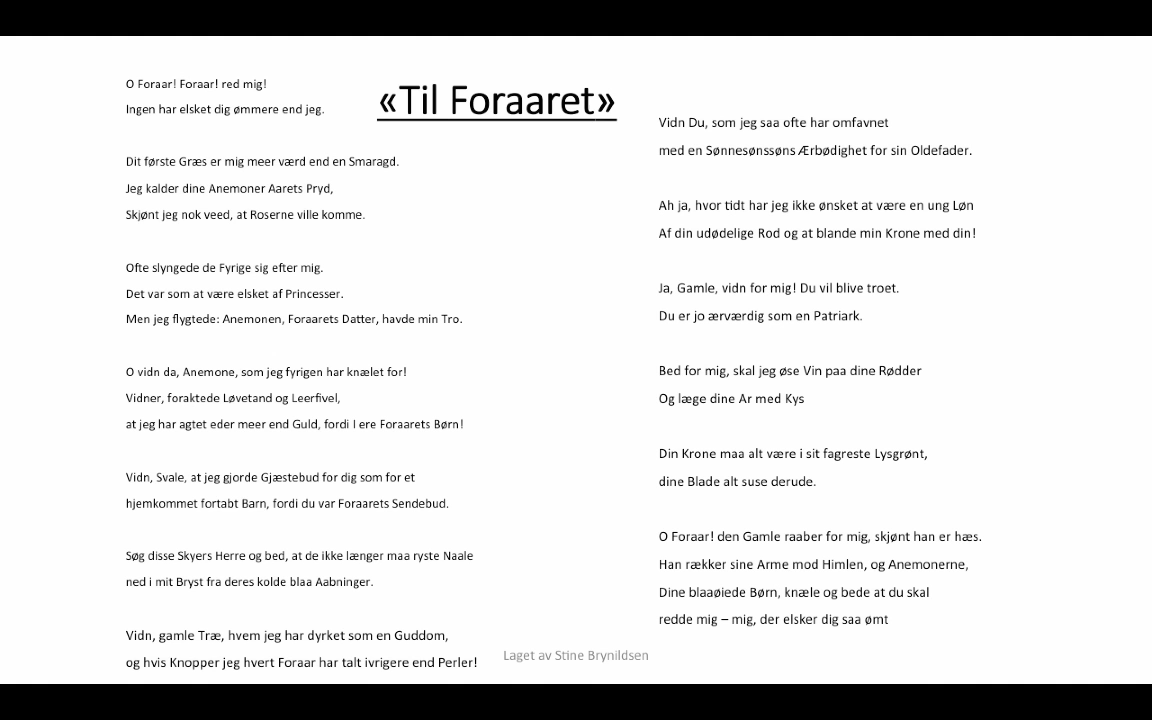 «Til Foraaret»
O Foraar! Foraar! red mig!
Ingen har elsket dig ømmere end jeg.
Dit første Græs er mig meer værd end en Smaragd.
Jeg kalder dine Anemoner Aarets Pryd,
Skjønt jeg nok veed, at Roserne ville komme.
Ofte slyngede de Fyrige sig efter mig.
Det var som at være elsket af Princesser.
Men jeg flygtede: Anemonen, Foraarets Datter, havde min Tro.
O vidn da, Anemone, som jeg fyrigen har knælet for!
Vidner, foraktede Løvetand og Leerfivel,
at jeg har agtet eder meer end Guld, fordi I ere Foraarets Børn!
Vidn, Svale, at jeg gjorde Gjæstebud for dig som for et
hjemkommet fortabt Barn, fordi du var Foraarets Sendebud.
Søg disse Skyers Herre og bed, at de ikke længer maa ryste Naale
ned i mit Bryst fra deres kolde blaa Aabninger.
Vidn, gamle Træ, hvem jeg har dyrket som en Guddom,
og hvis Knopper jeg hvert Foraar har talt ivrigere end Perler!
Vidn Du, som jeg saa ofte har omfavnet
med en Sønnesønssøns Ærbødighet for sin Oldefader.
Ah ja, hvor tidt har jeg ikke ønsket at være en ung Løn
Af din udødelige Rod og at blande min Krone med din!
Ja, Gamle, vidn for mig! Du vil blive troet.
Du er jo ærværdig som en Patriark.
Bed for mig, skal jeg øse Vin paa dine Rødder
Og læge dine Ar med Kys
Din Krone maa alt være i sit fagreste Lysgrønt,
dine Blade alt suse derude.
O Foraar! den Gamle raaber for mig, skjønt han er hæs.
Han rækker sine Arme mod Himlen, og Anemonerne,
Dine blaaøiede Børn, knæle og bede at du skal
redde mig – mig, der elsker dig saa ømt
Laget av Stine Brynildsen